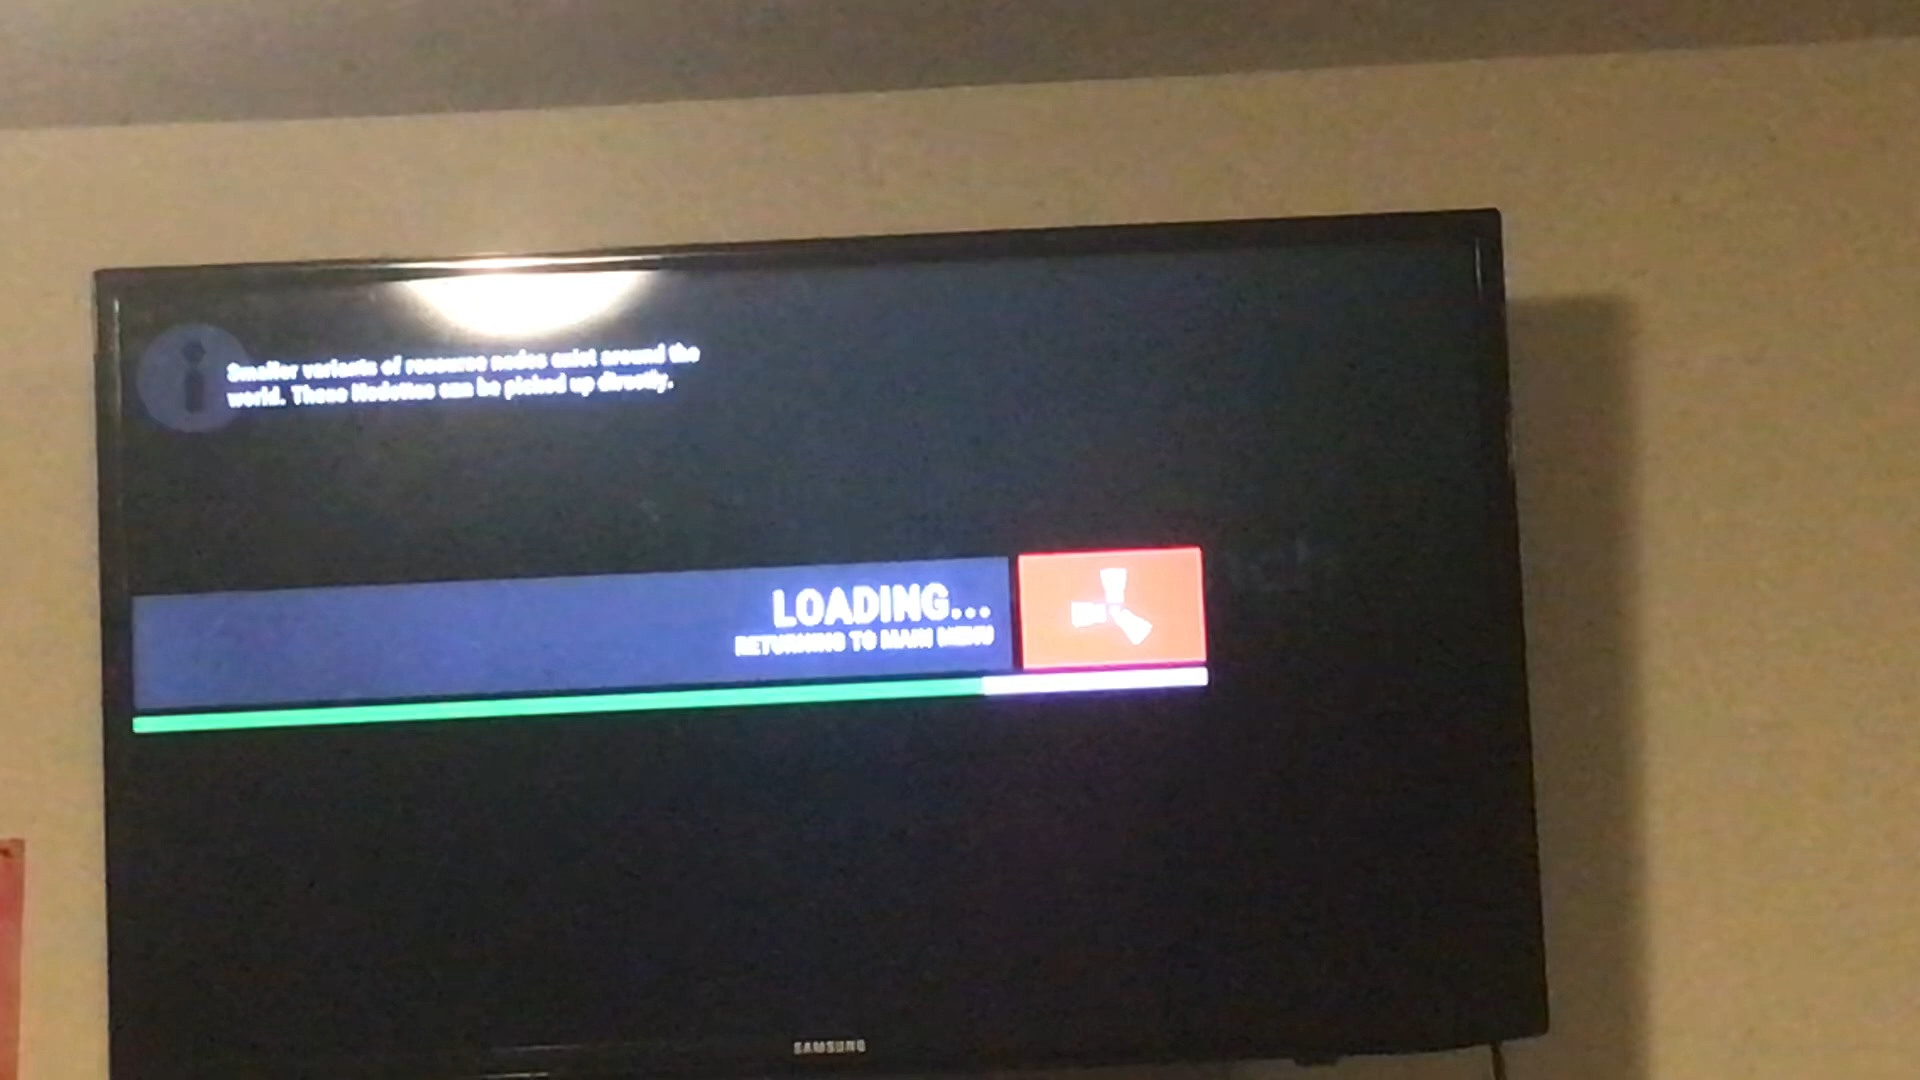 Smaller variants of resource nodes exist around the
world. These Nodettes can be picked up directly.
LOADING...
RETURNING TO MAIN MENU
SAMSUNG